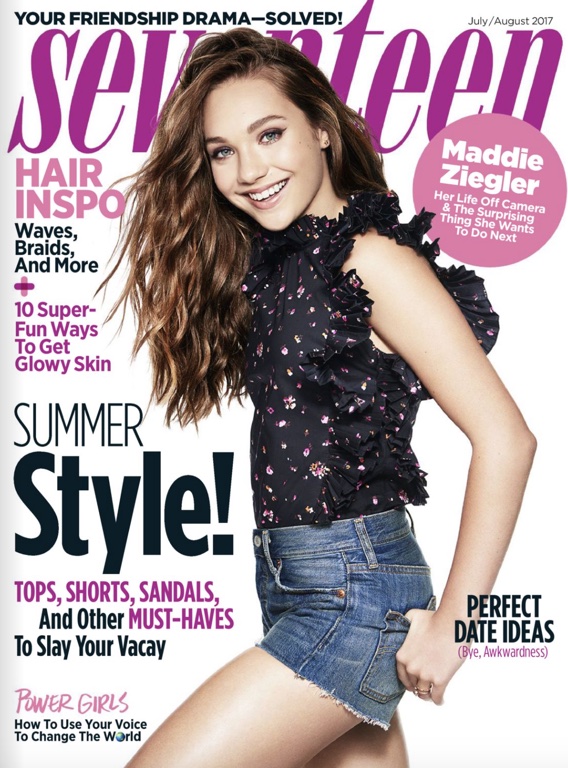 YOUR FRIENDSHIP DRAMA—SOLVED!
July/August 2017
seventeen
HAIR
INSPO
Waves,
Braids,
And More
+
10 Super-
Fun Ways
To Get
Glowy Skin
Maddie
Ziegler
Her Life Off Camera
& The Surprising
Thing She Wants
To Do Next
SUMMER
Style!
TOPS, SHORTS, SANDALS,
And Other MUST-HAVES
To Slay Your Vacay
PERFECT
DATE IDEAS
(Bye, Awkwardness)
POWER GIRLS
How To Use Your Voice
To Change The World